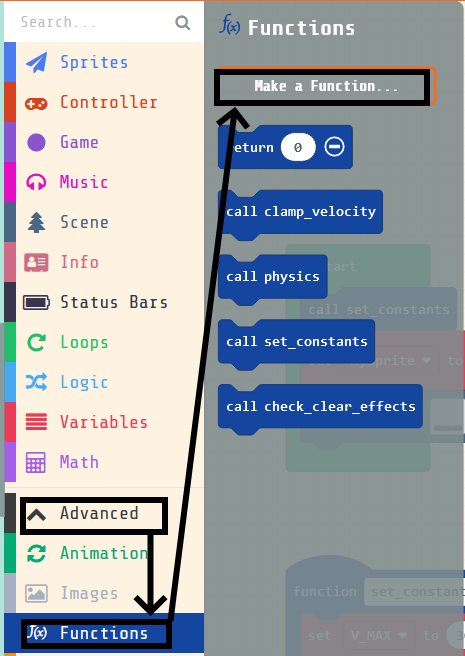 Search...
Sprites
Controller
Game
Music
Scene
Info
Status Bars
Loops
Logic
Variables
Math
Advanced
Animation
Images
f(x) Functions
f(x) Functions
Make a Function...
return 0
call clamp_velocity
call physics
call set_constants
call check_clear_effects
start
call set_constants
to
function set_constant
set V_MAX to